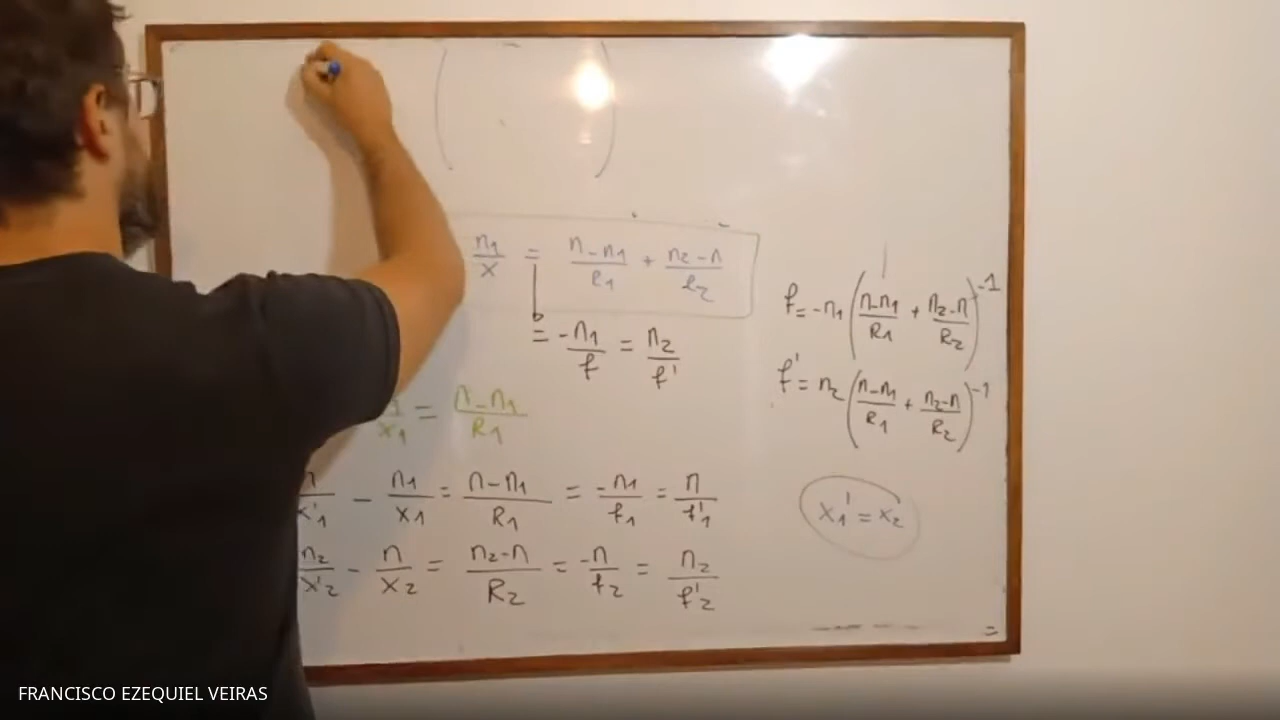 n1/x = n-n1/R1 + n2-n/R2
= -n1/f = n2/f'
f = -n1 (n-n1/R1 + n2-n/R2)^-1
f' = n2 (n-n1/R1 + n2-n/R2)^-1
x1 = n-n1/R1
n/x'1 - n1/x1 = n-n1/R1 = -n1/f1 = n/f'1
x1' = x2
n2/x'2 - n/x2 = n2-n/R2 = -n/f2 = n2/f'2
=
FRANCISCO EZEQUIEL VEIRAS